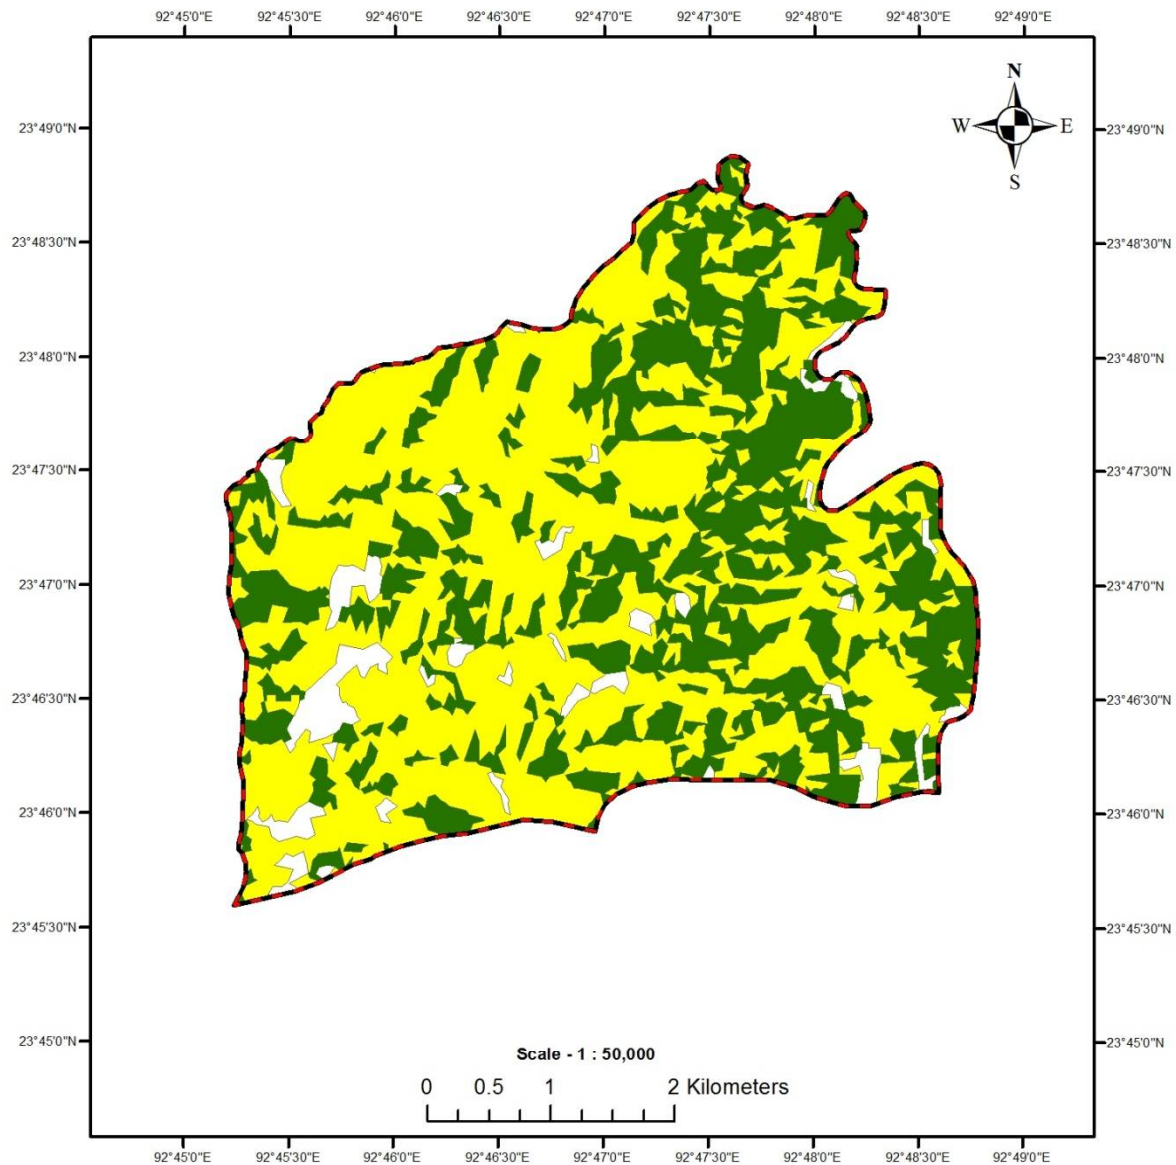 92°45'0"E 92°45'30"E 92°46'0"E 92°46'30"E 92°47'0"E 92°47'30"E 92°48'0"E 92°48'30"E 92°49'0"E
N
W E
S
23°49'0"N 23°49'0"N
23°48'30"N 23°48'30"N
23°48'0"N 23°48'0"N
23°47'30"N 23°47'30"N
23°47'0"N 23°47'0"N
23°46'30"N 23°46'30"N
23°46'0"N 23°46'0"N
23°45'30"N 23°45'30"N
23°45'0"N 23°45'0"N
Scale - 1 : 50,000
0 0.5 1 2 Kilometers
92°45'0"E 92°45'30"E 92°46'0"E 92°46'30"E 92°47'0"E 92°47'30"E 92°48'0"E 92°48'30"E 92°49'0"E